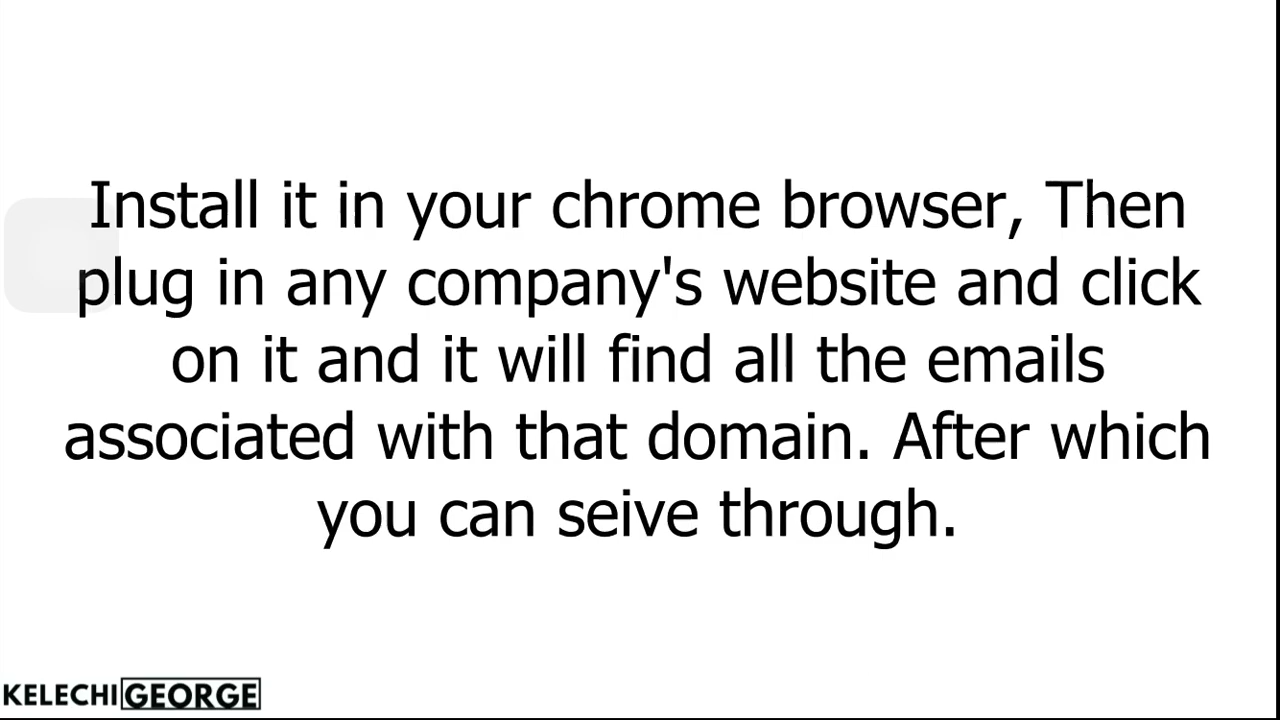 Install it in your chrome browser, Then
plug in any company's website and click
on it and it will find all the emails
associated with that domain. After which
you can seive through.
KELECHI GEORGE